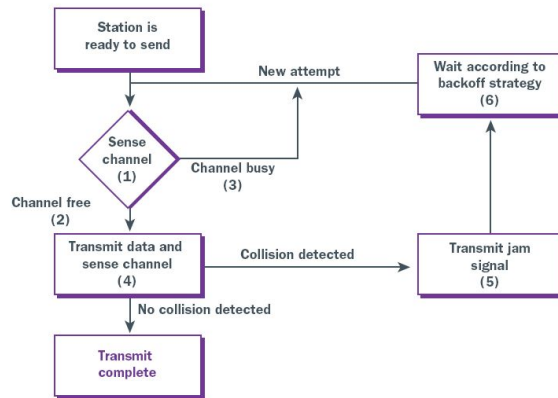 Station is
ready to send
New attempt
Wait according to
backoff strategy
(6)
Sense
channel
(1)
Channel busy
(3)
Channel free
(2)
Transmit data and
sense channel
(4)
Collision detected
Transmit jam
signal
(5)
No collision detected
Transmit
complete